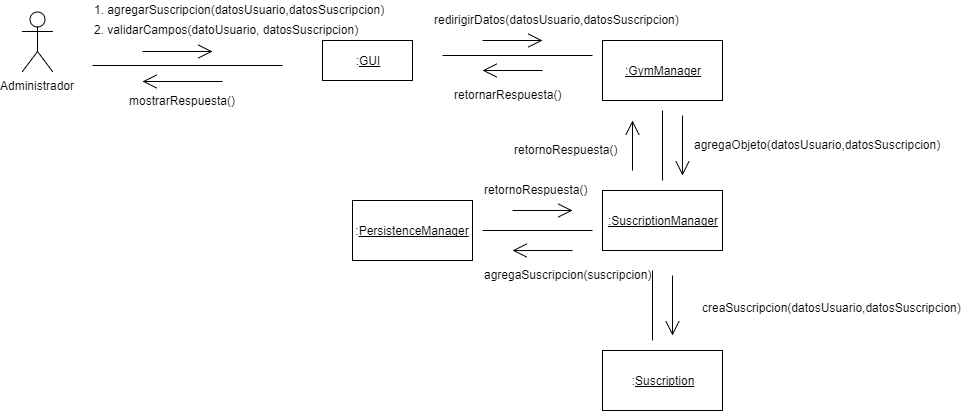 1. agregarSuscripcion(datosUsuario,datosSuscripcion)
2. validarCampos(datoUsuario, datosSuscripcion)
redirigirDatos(datosUsuario,datosSuscripcion)
:GUI
:GymManager
Administrador
mostrarRespuesta()
retornarRespuesta()
retornoRespuesta()
agregaObjeto(datosUsuario,datosSuscripcion)
retornoRespuesta()
:PersistenceManager
:SuscriptionManager
agregaSuscripcion(suscripcion)
creaSuscripcion(datosUsuario,datosSuscripcion)
:Suscription